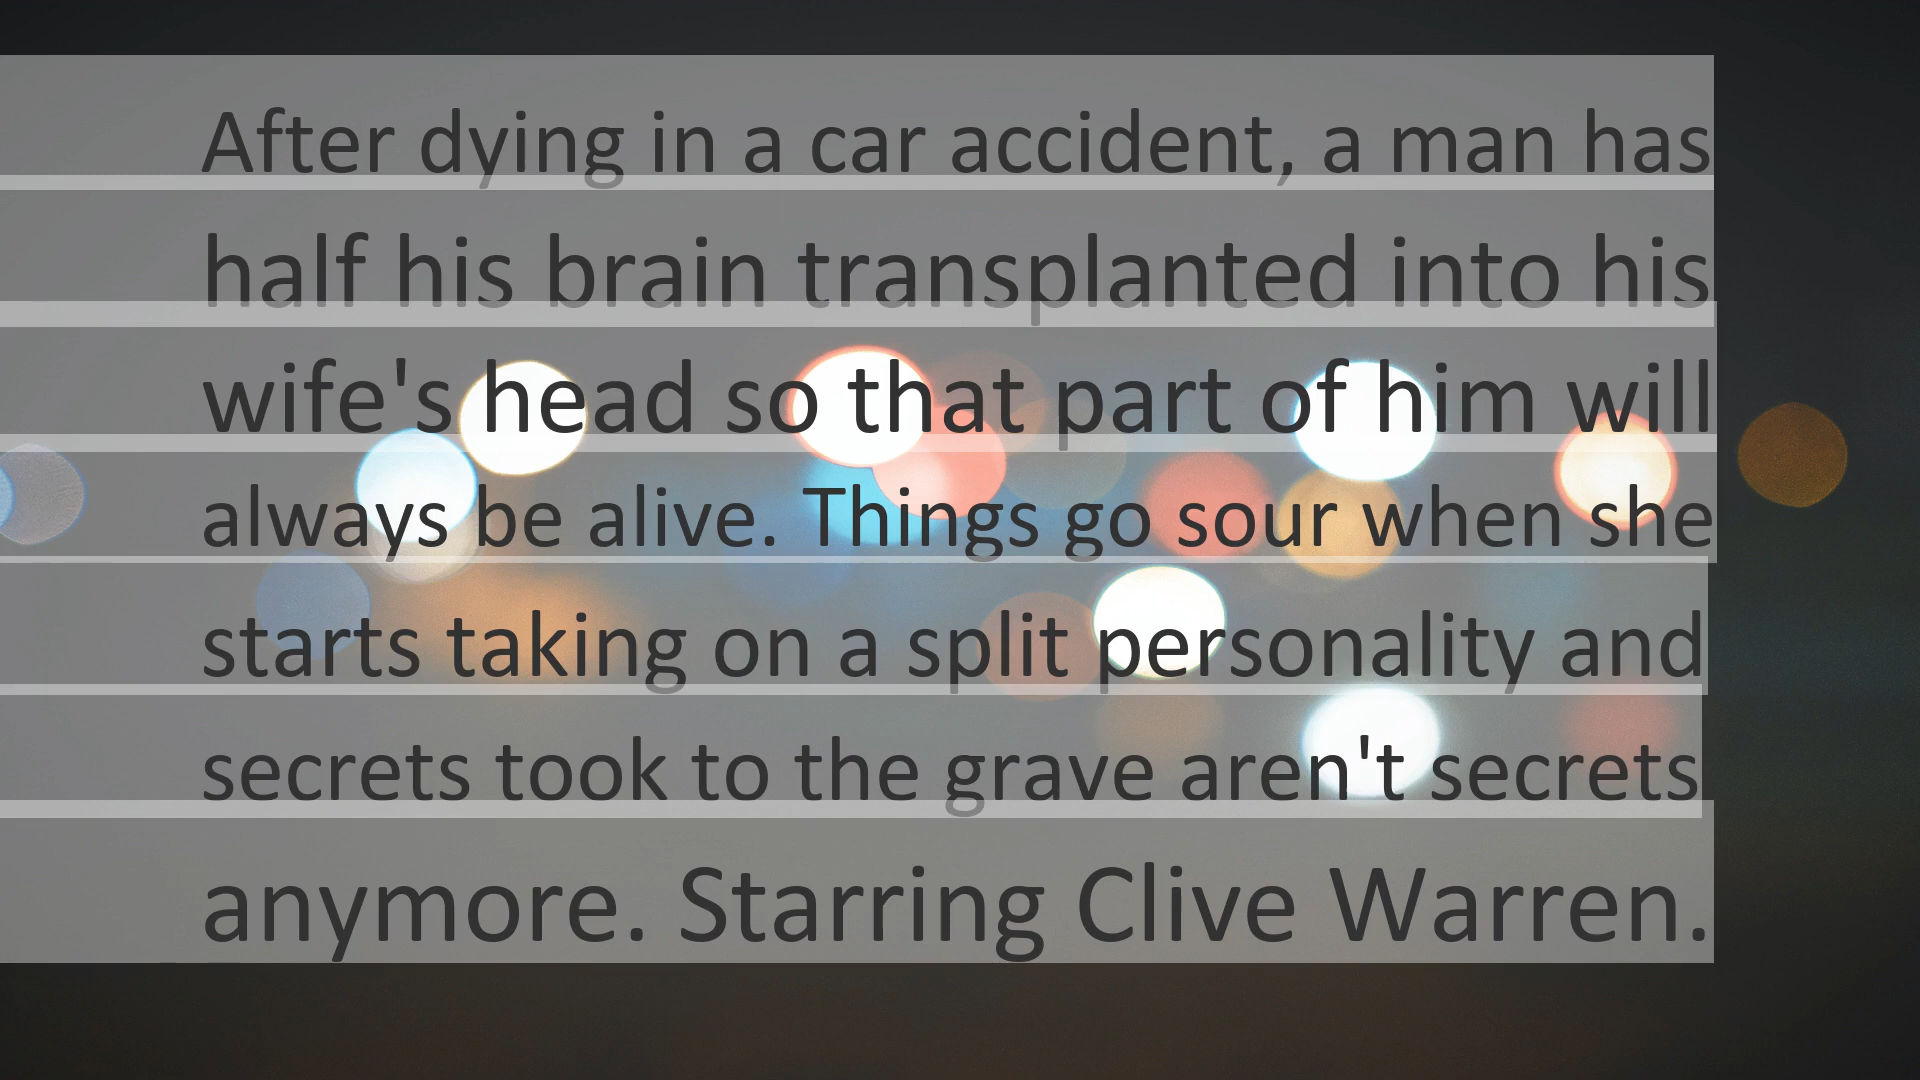 After dying in a car accident, a man has
half his brain transplanted into his
wife's head so that part of him will
always be alive. Things go sour when she
starts taking on a split personality and
secrets took to the grave aren't secrets
anymore. Starring Clive Warren.